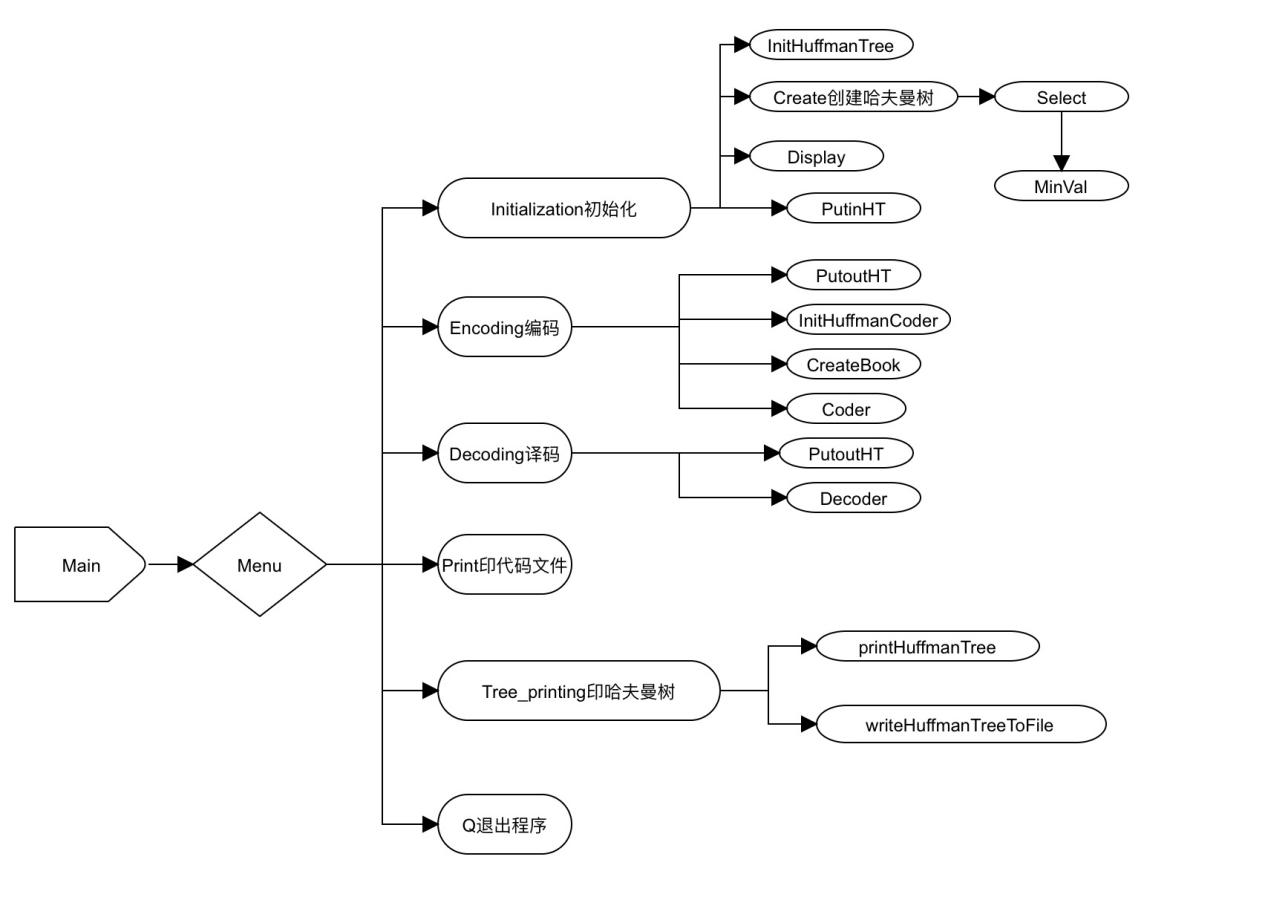 InitHuffmanTree
Create创建哈夫曼树
Select
Display
MinVal
Initialization初始化
PutinHT
PutoutHT
Encoding编码
InitHuffmanCoder
CreateBook
Coder
Decoding译码
PutoutHT
Decoder
Main
Menu
Print印代码文件
printHuffmanTree
Tree_printing印哈夫曼树
writeHuffmanTreeToFile
Q退出程序